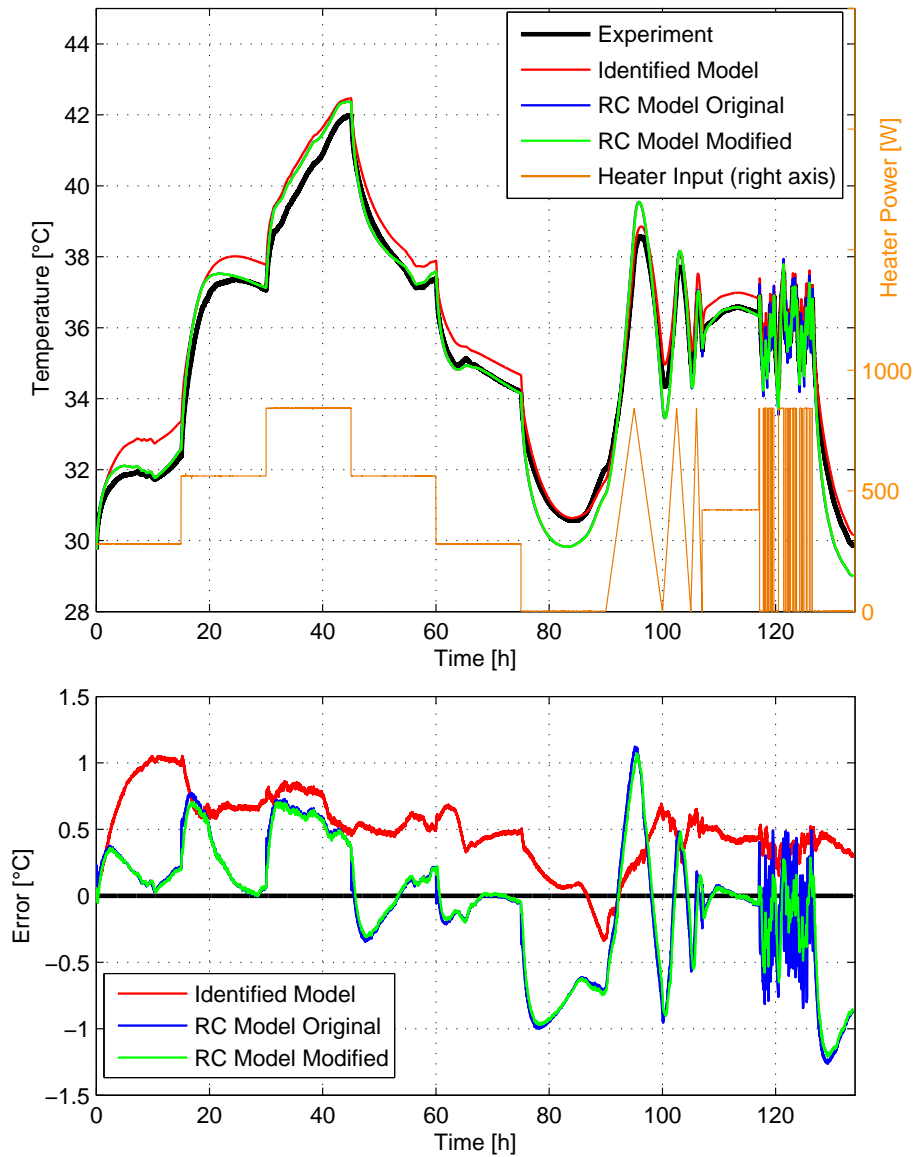 44
42
40
38
36
34
32
30
28
Temperature [°C]
Experiment
Identified Model
RC Model Original
RC Model Modified
Heater Input (right axis)
1000
500
0
Heater Power [W]
0
20
40
60
80
100
120
Time [h]
1.5
1
0.5
0
−0.5
−1
−1.5
Error [°C]
Identified Model
RC Model Original
RC Model Modified
0
20
40
60
80
100
120
Time [h]